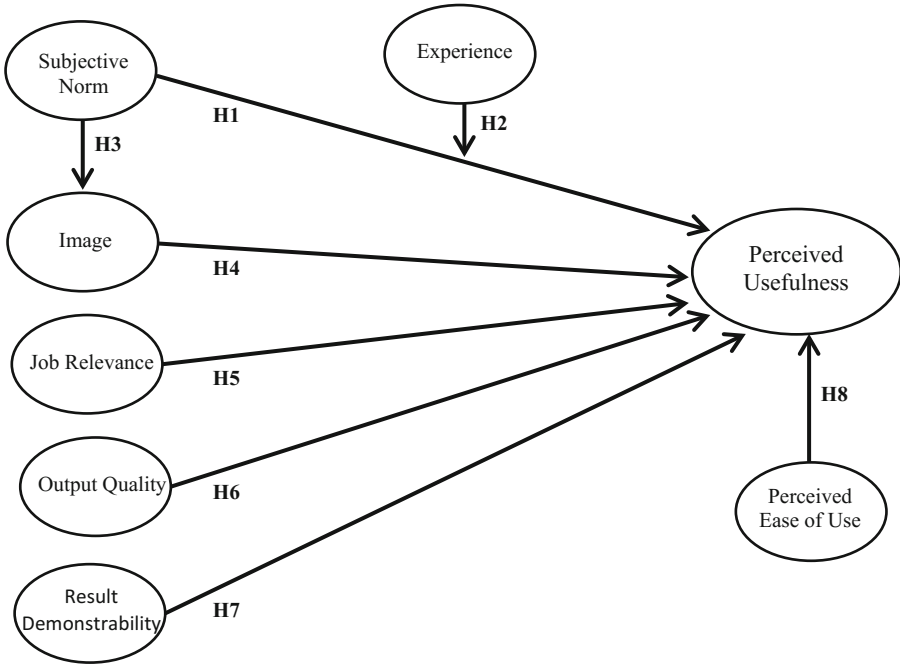 Subjective
Norm
Experience
H1
H2
H3
Image
H4
Perceived
Usefulness
Job Relevance
H5
H8
Output Quality
H6
Perceived
Ease of Use
Result
Demonstrability
H7